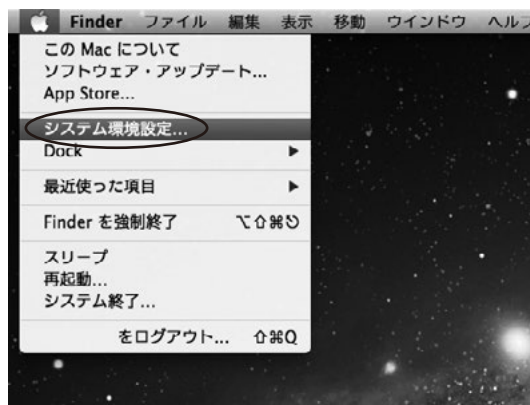 Finder ファイル 編集 表示 移動 ウインドウ ヘルプ
この Mac について
ソフトウェア・アップデート...
App Store...
システム環境設定...
Dock ▶
最近使った項目 ▶
Finder を強制終了 ⌥⇧⌘⎋
スリープ
再起動...
システム終了...
をログアウト... ⇧⌘Q